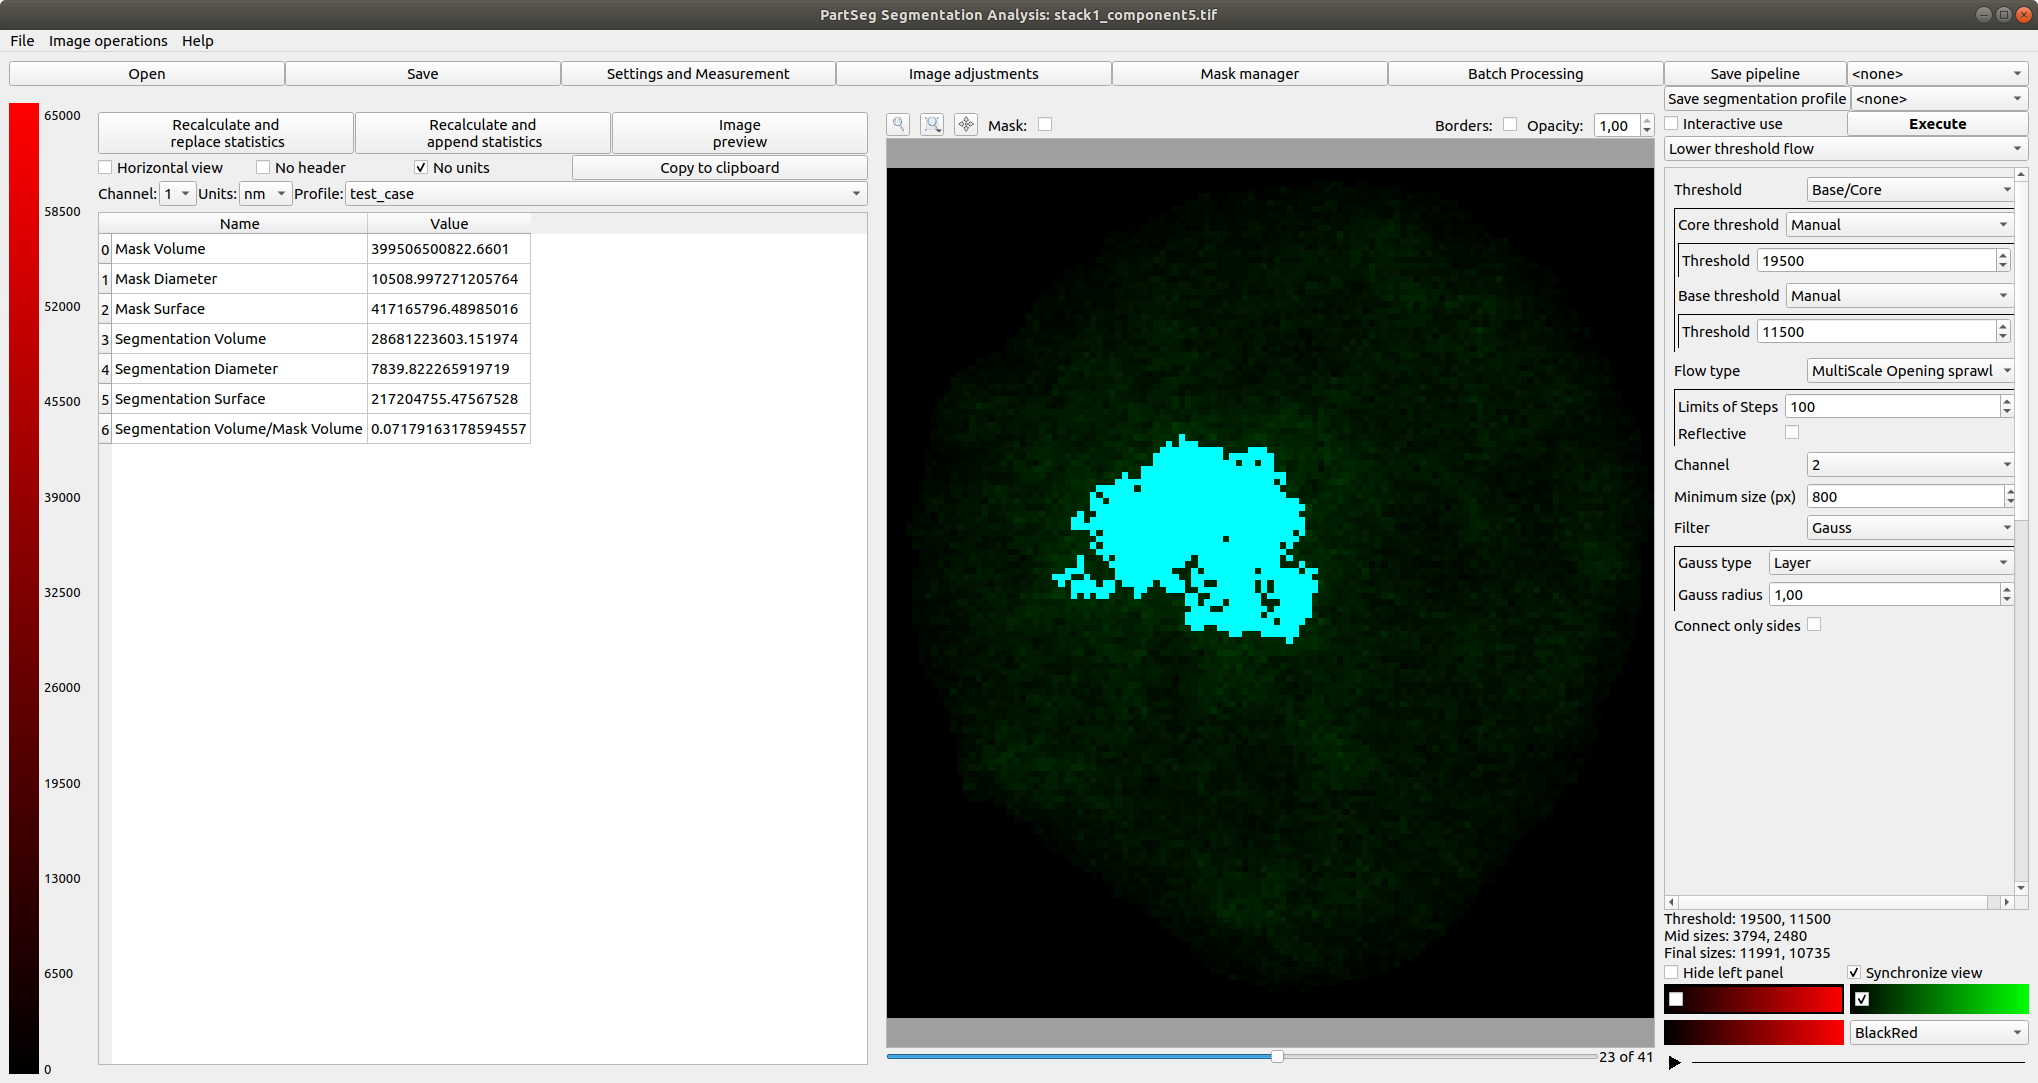 PartSeg Segmentation Analysis: stack1_component5.tif
File Image operations Help
Open Save Settings and Measurement Image adjustments Mask manager Batch Processing Save pipeline <none>
Save segmentation profile <none>
65000
58500
52000
45500
39000
32500
26000
19500
13000
6500
0
Recalculate and
replace statistics
Recalculate and
append statistics
Image
preview
Horizontal view No header No units Copy to clipboard
Channel: 1 Units: nm Profile: test_case
Name Value
0 Mask Volume 399506500822.6601
1 Mask Diameter 10508.997271205764
2 Mask Surface 417165796.48985016
3 Segmentation Volume 28681223603.151974
4 Segmentation Diameter 7839.822265919719
5 Segmentation Surface 217204755.47567528
6 Segmentation Volume/Mask Volume 0.07179163178594557
Mask: Borders: Opacity: 1,00
23 of 41
Interactive use Execute
Lower threshold flow
Threshold Base/Core
Core threshold Manual
Threshold 19500
Base threshold Manual
Threshold 11500
Flow type MultiScale Opening sprawl
Limits of Steps 100
Reflective
Channel 2
Minimum size (px) 800
Filter Gauss
Gauss type Layer
Gauss radius 1,00
Connect only sides
Threshold: 19500, 11500
Mid sizes: 3794, 2480
Final sizes: 11991, 10735
Hide left panel Synchronize view
BlackRed